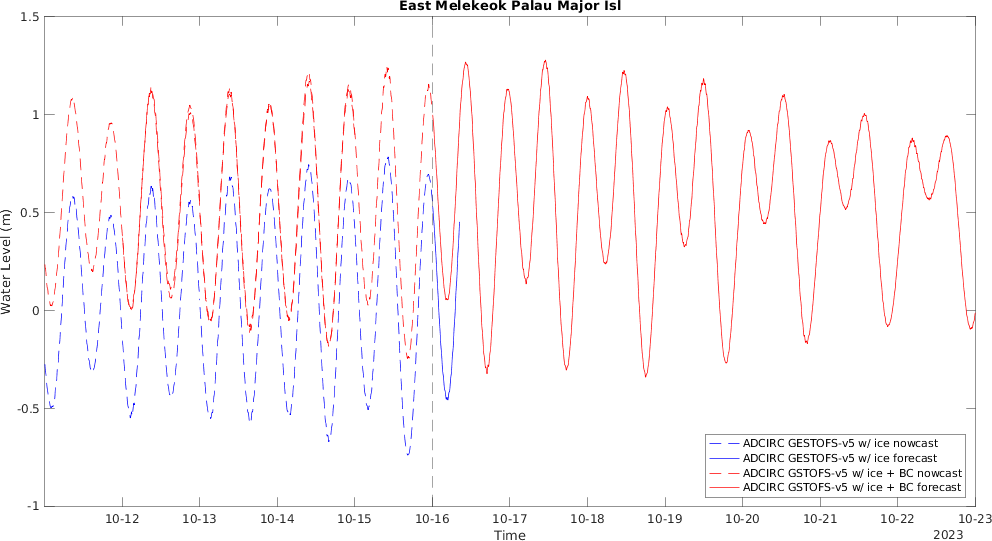 East Melekeok Palau Major Isl
1.5
1
0.5
0
-0.5
-1
Water Level (m)
10-12 10-13 10-14 10-15 10-16 10-17 10-18 10-19 10-20 10-21 10-22 10-23
Time
2023
ADCIRC GESTOFS-v5 w/ ice nowcast
ADCIRC GESTOFS-v5 w/ ice forecast
ADCIRC GSTOFS-v5 w/ ice + BC nowcast
ADCIRC GSTOFS-v5 w/ ice + BC forecast